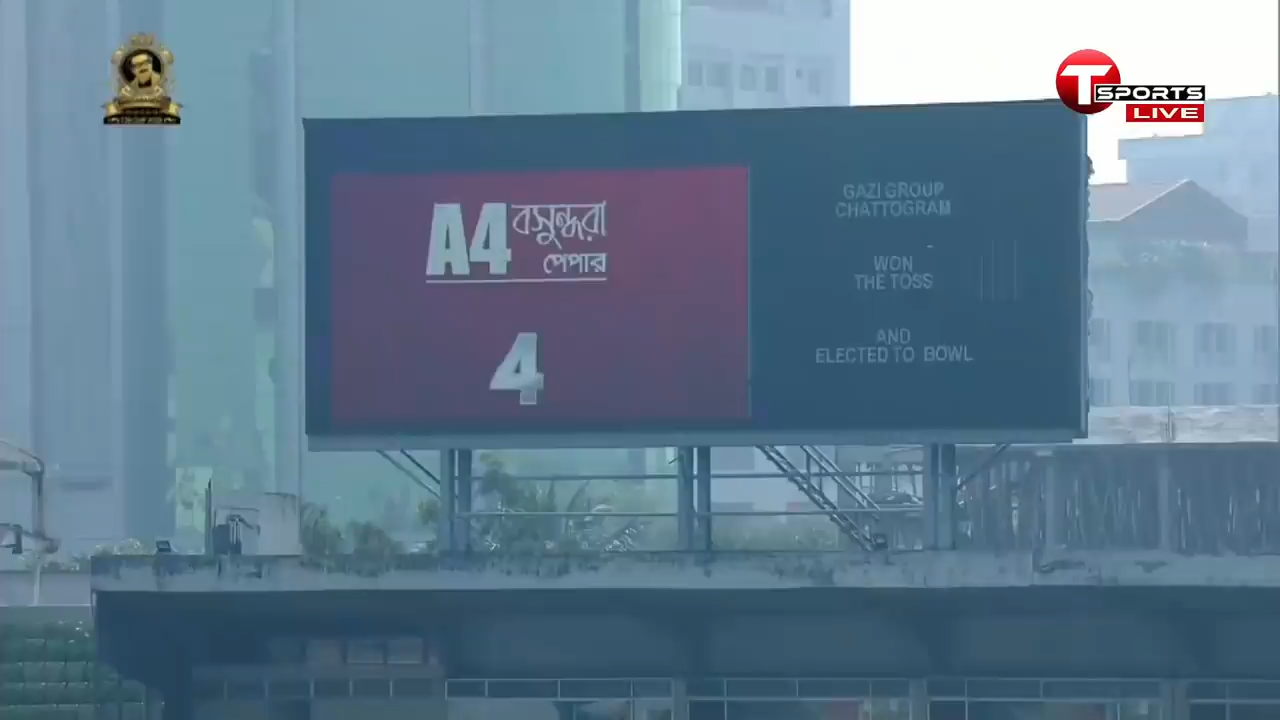 T SPORTS
LIVE
A4 বসুন্ধরা
পেপার
4
GAZI GROUP
CHATTOGRAM
WON
THE TOSS
AND
ELECTED TO BOWL